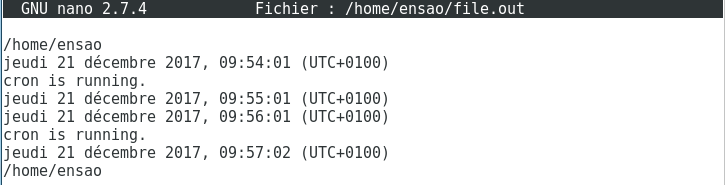 GNU nano 2.7.4 Fichier : /home/ensao/file.out
/home/ensao
jeudi 21 décembre 2017, 09:54:01 (UTC+0100)
cron is running.
jeudi 21 décembre 2017, 09:55:01 (UTC+0100)
jeudi 21 décembre 2017, 09:56:01 (UTC+0100)
cron is running.
jeudi 21 décembre 2017, 09:57:02 (UTC+0100)
/home/ensao